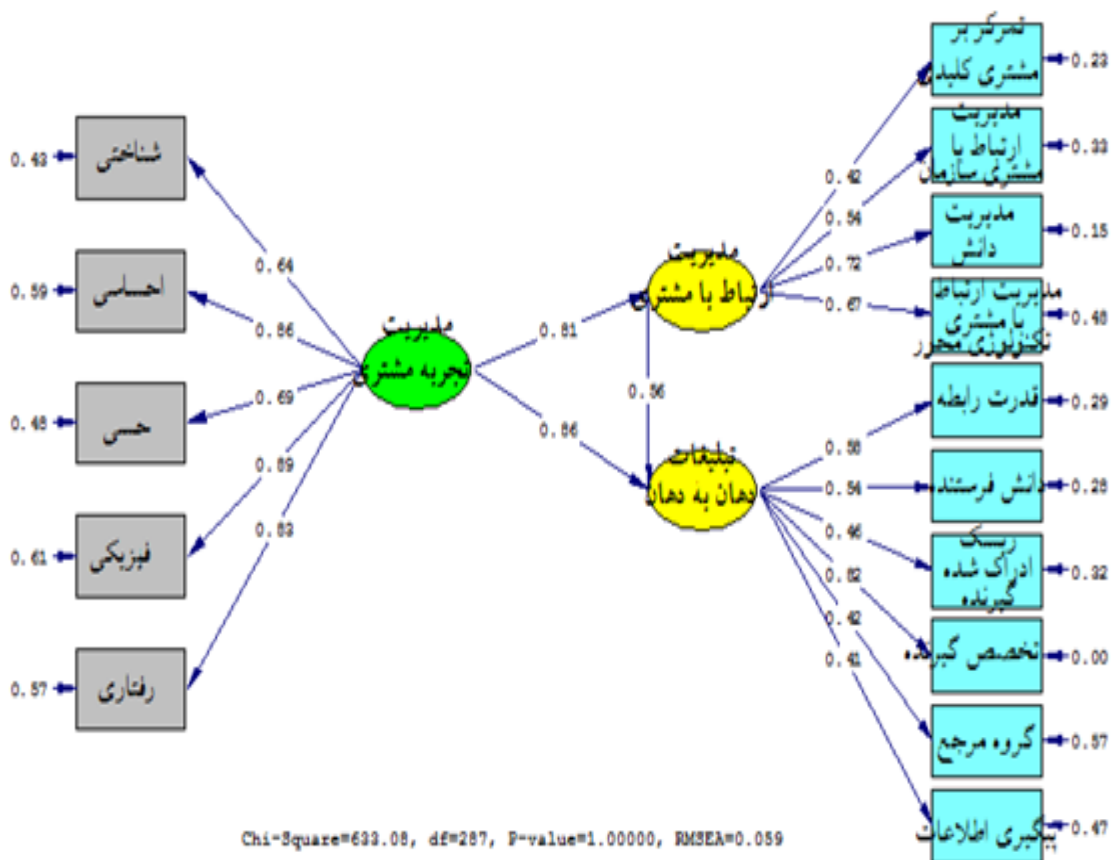 شناختی
0.43
احساسی
0.59
حسی
0.48
فیزیکی
0.61
رفتاری
0.57
0.64
0.86
0.69
0.89
0.83
مدیریت
تجربه مشتری
0.81
0.86
مدیریت
ارتباط با مشتری
0.86
تبلیغات
دهان به دهان
0.42
0.54
0.72
0.67
0.58
0.84
0.46
0.82
0.42
0.41
تمرکز بر
مشتری کلیدی
0.23
مدیریت
ارتباط با
مشتری سازمان
0.33
مدیریت
دانش
0.15
مدیریت ارتباط
با مشتری
تکنولوژی محور
0.48
قدرت رابطه
0.29
دانش فرستنده
0.28
ریسک
ادراک شده
گیرنده
0.32
تخصص گیرنده
0.00
گروه مرجع
0.57
پیگیری اطلاعات
0.47
Chi-Square=633.08, df=287, P-value=1.00000, RMSEA=0.059